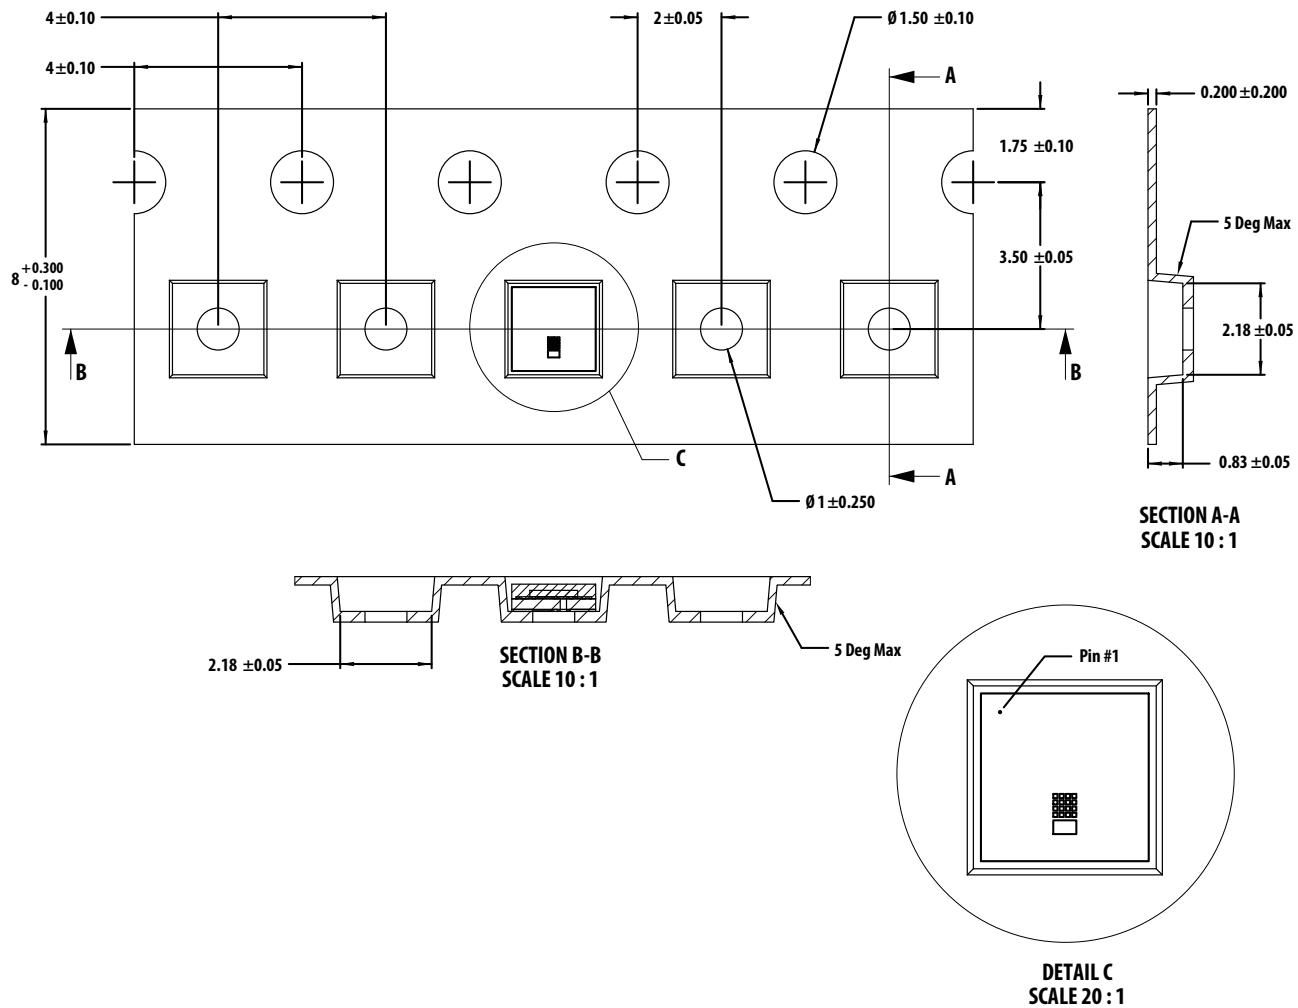 4±0.10
2±0.05
Ø1.50 ±0.10
4±0.10
A
0.200±0.200
1.75 ±0.10
5 Deg Max
3.50 ±0.05
8 +0.300
- 0.100
2.18 ±0.05
B
B
C
A
0.83 ±0.05
Ø1±0.250
SECTION A-A
SCALE 10 : 1
5 Deg Max
2.18 ±0.05
SECTION B-B
SCALE 10 : 1
Pin #1
DETAIL C
SCALE 20 : 1